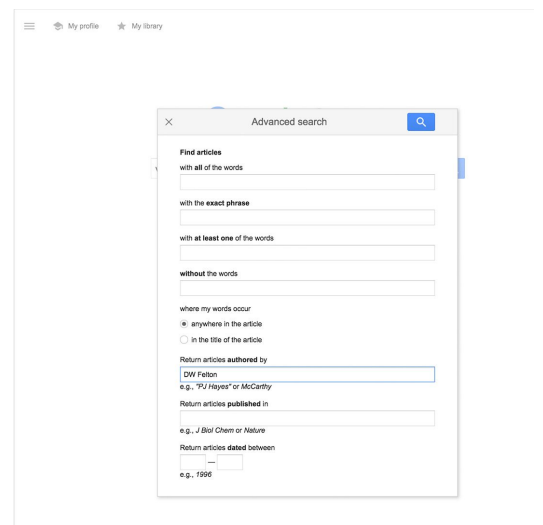 My profile My library
Advanced search
Find articles
with all of the words
with the exact phrase
with at least one of the words
without the words
where my words occur
anywhere in the article
in the title of the article
Return articles authored by
DW Felton
e.g., "PJ Hayes" or McCarthy
Return articles published in
e.g., J Biol Chem or Nature
Return articles dated between
—
e.g., 1996